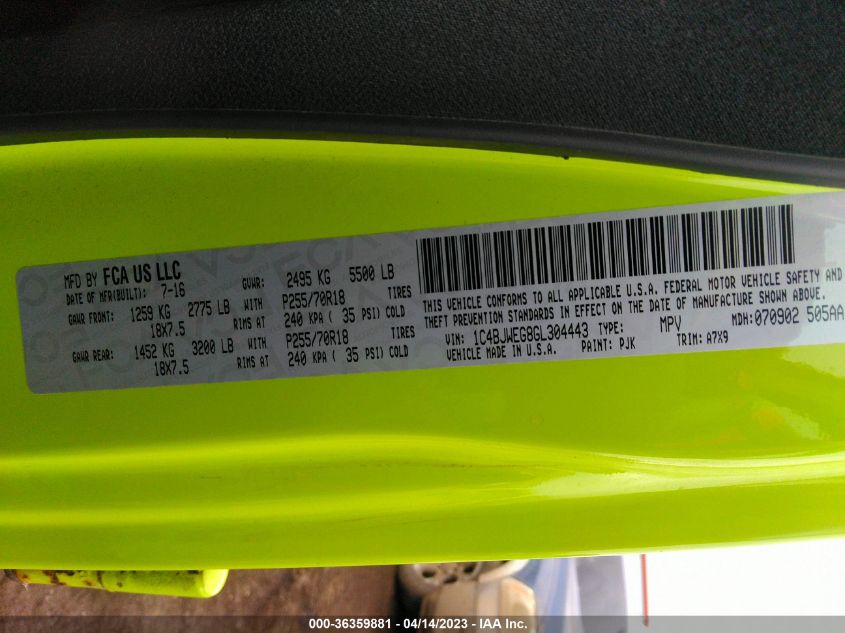 MFD BY FCA US LLC
DATE OF MFR(BUILT): 7-16
GVWR: 2495 KG 5500 LB
GAWR FRONT: 1259 KG 2775 LB WITH P255/70R18 TIRES
18X7.5 RIMS AT 240 KPA ( 35 PSI) COLD
GAWR REAR: 1452 KG 3200 LB WITH P255/70R18 TIRES
18X7.5 RIMS AT 240 KPA ( 35 PSI) COLD
THIS VEHICLE CONFORMS TO ALL APPLICABLE U.S.A. FEDERAL MOTOR VEHICLE SAFETY AND
THEFT PREVENTION STANDARDS IN EFFECT ON THE DATE OF MANUFACTURE SHOWN ABOVE.
VIN: 1C4BJWEG8GL304443 TYPE: MPV MDH:070902 505AA
VEHICLE MADE IN U.S.A. PAINT: PJK TRIM: A7X9
000-36359881 - 04/14/2023 - IAA Inc.